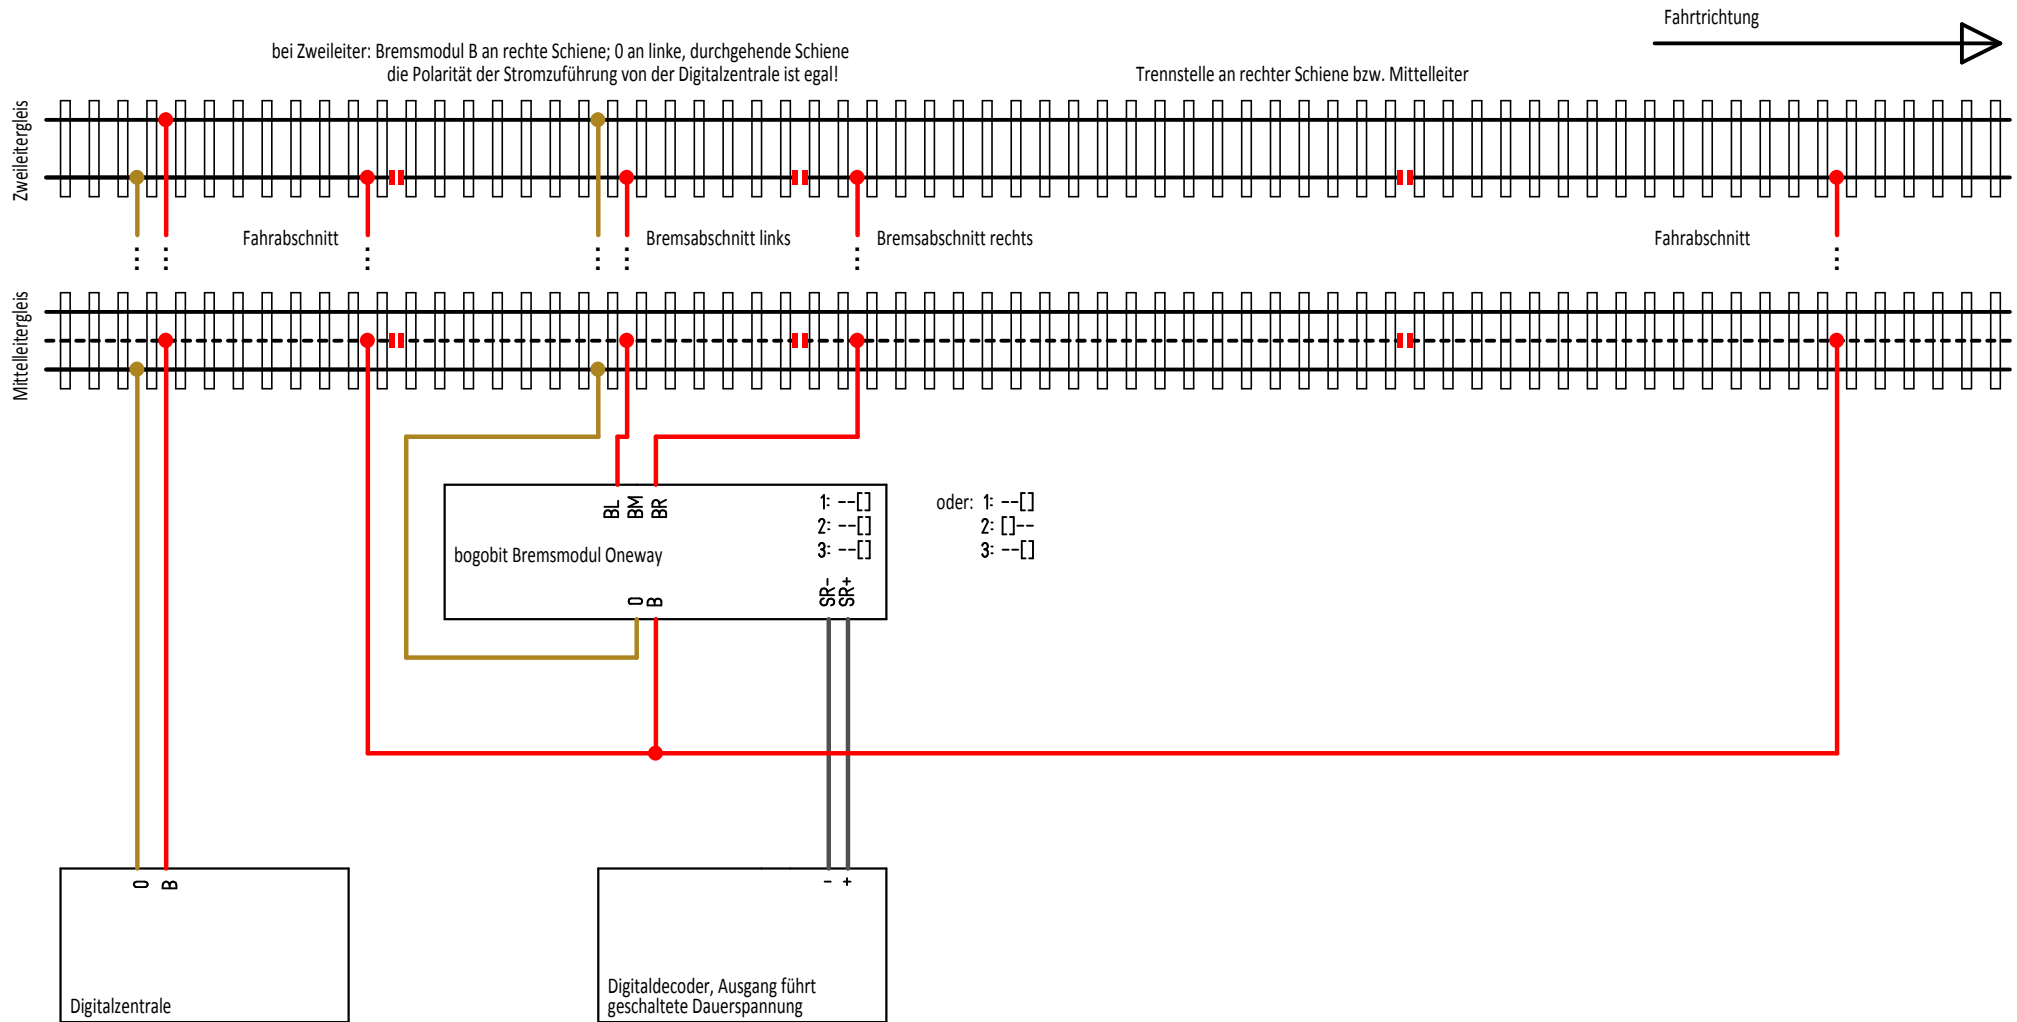 Fahrtrichtung
bei Zweileiter: Bremsmodul B an rechte Schiene; 0 an linke, durchgehende Schiene
die Polarität der Stromzuführung von der Digitalzentrale ist egal!
Trennstelle an rechter Schiene bzw. Mittelleiter
Zweileitergleis
Fahrabschnitt
Bremsabschnitt links
Bremsabschnitt rechts
Fahrabschnitt
Mittelleitergleis
BL
BM
BR
1: --[]
2: --[]
3: --[]
oder: 1: --[]
2: []--
3: --[]
bogobit Bremsmodul Oneway
0
B
SR-
SR+
0
B
- +
Digitalzentrale
Digitaldecoder, Ausgang führt
geschaltete Dauerspannung